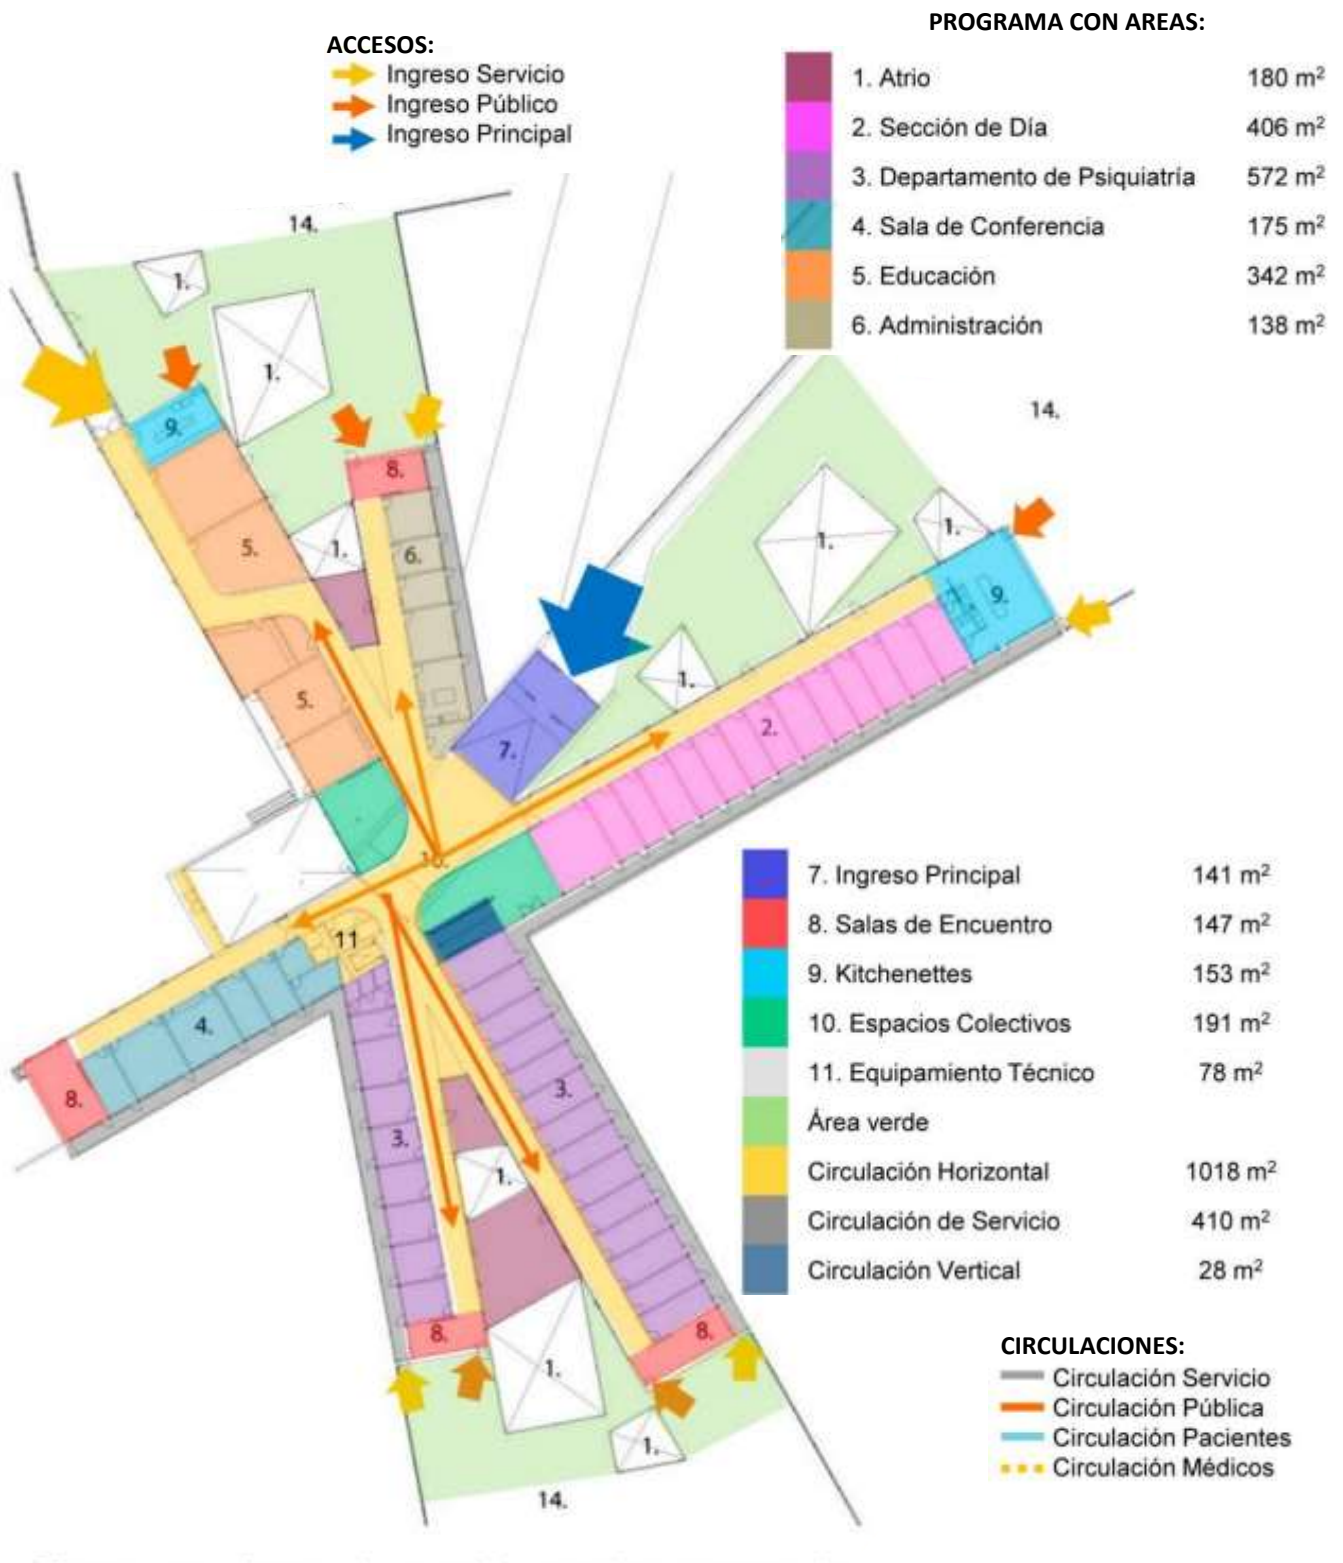 PROGRAMA CON AREAS:
ACCESOS:
Ingreso Servicio
Ingreso Público
Ingreso Principal
1. Atrio 180 m²
2. Sección de Día 406 m²
3. Departamento de Psiquiatría 572 m²
4. Sala de Conferencia 175 m²
5. Educación 342 m²
6. Administración 138 m²
14.
1.
1.
14.
9.
8.
1.
1.
5.
1.
6.
9.
1.
5.
2.
7.
10.
11
4.
8.
3.
3.
1.
8.
8.
1.
1.
14.
7. Ingreso Principal 141 m²
8. Salas de Encuentro 147 m²
9. Kitchenettes 153 m²
10. Espacios Colectivos 191 m²
11. Equipamiento Técnico 78 m²
Área verde
Circulación Horizontal 1018 m²
Circulación de Servicio 410 m²
Circulación Vertical 28 m²
CIRCULACIONES:
Circulación Servicio
Circulación Pública
Circulación Pacientes
Circulación Médicos